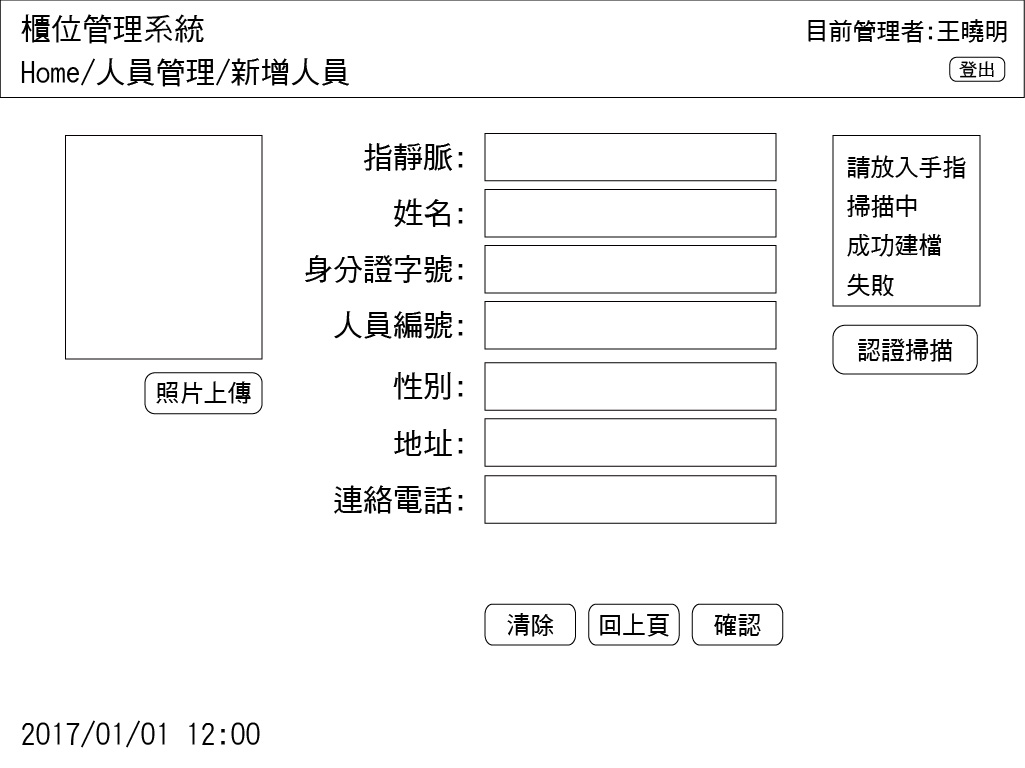 櫃位管理系統
目前管理者:王曉明
Home/人員管理/新增人員
登出
指靜脈:
姓名:
身分證字號:
人員編號:
性別:
地址:
連絡電話:
請放入手指
掃描中
成功建檔
失敗
認證掃描
照片上傳
清除
回上頁
確認
2017/01/01 12:00